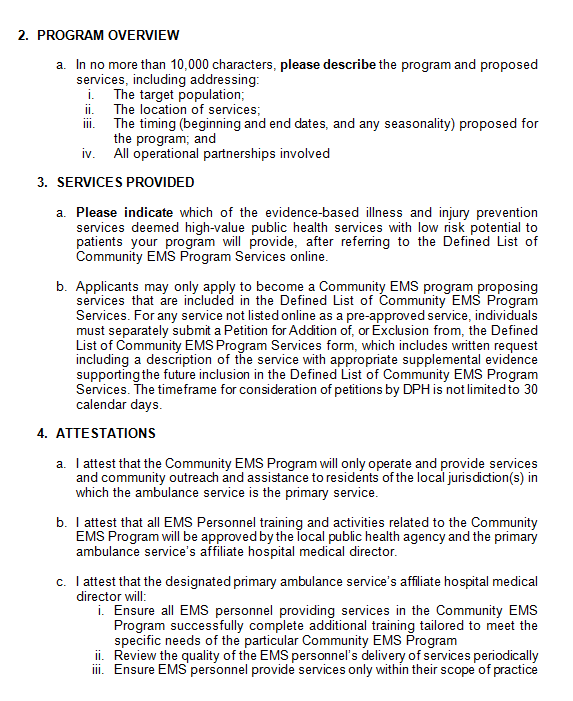 2. PROGRAM OVERVIEW
a. In no more than 10,000 characters, please describe the program and proposed
services, including addressing:
i. The target population;
ii. The location of services;
iii. The timing (beginning and end dates, and any seasonality) proposed for
the program; and
iv. All operational partnerships involved
3. SERVICES PROVIDED
a. Please indicate which of the evidence-based illness and injury prevention
services deemed high-value public health services with low risk potential to
patients your program will provide, after referring to the Defined List of
Community EMS Program Services online.
b. Applicants may only apply to become a Community EMS program proposing
services that are included in the Defined List of Community EMS Program
Services. For any service not listed online as a pre-approved service, individuals
must separately submit a Petition for Addition of, or Exclusion from, the Defined
List of Community EMS Program Services form, which includes written request
including a description of the service with appropriate supplemental evidence
supporting the future inclusion in the Defined List of Community EMS Program
Services. The timeframe for consideration of petitions by DPH is not limited to 30
calendar days.
4. ATTESTATIONS
a. I attest that the Community EMS Program will only operate and provide services
and community outreach and assistance to residents of the local jurisdiction(s) in
which the ambulance service is the primary service.
b. I attest that all EMS Personnel training and activities related to the Community
EMS Program will be approved by the local public health agency and the primary
ambulance service's affiliate hospital medical director.
c. I attest that the designated primary ambulance service's affiliate hospital medical
director will:
i. Ensure all EMS personnel providing services in the Community EMS
Program successfully complete additional training tailored to meet the
specific needs of the particular Community EMS Program
ii. Review the quality of the EMS personnel's delivery of services periodically
iii. Ensure EMS personnel provide services only within their scope of practice